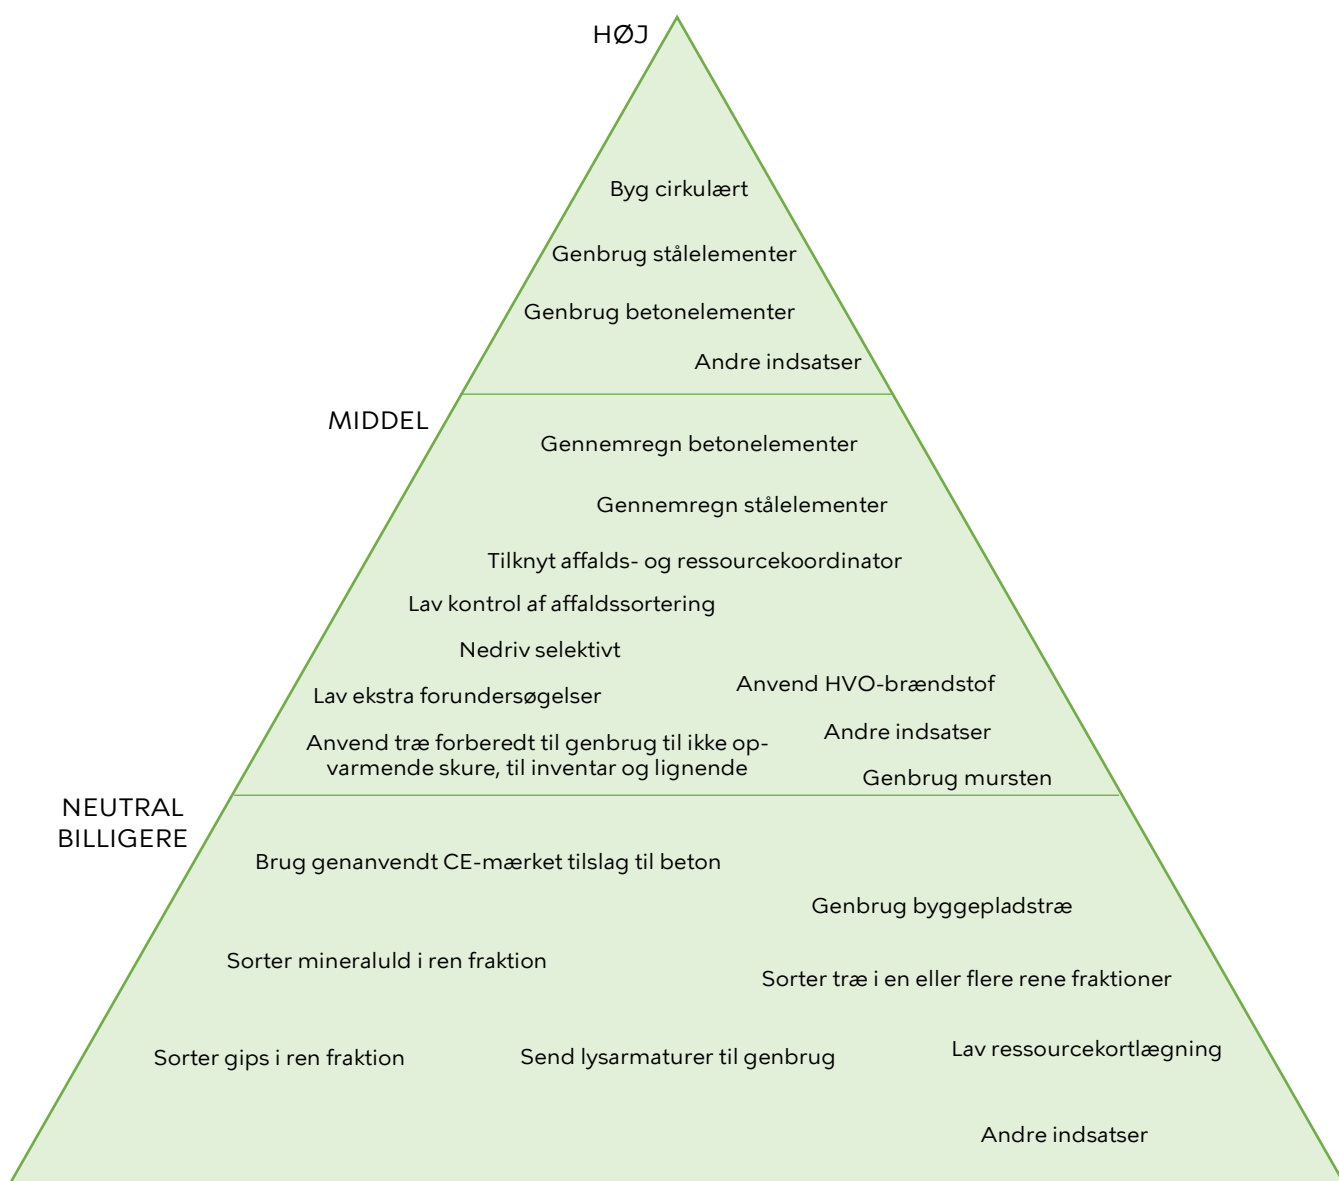 HØJ
Byg cirkulært
Genbrug stålelementer
Genbrug betonelementer
Andre indsatser
MIDDEL
Gennemregn betonelementer
Gennemregn stålelementer
Tilknyt affalds- og ressourcekoordinator
Lav kontrol af affaldssortering
Nedriv selektivt
Anvend HVO-brændstof
Lav ekstra forundersøgelser
Andre indsatser
Anvend træ forberedt til genbrug til ikke op-
varmende skure, til inventar og lignende
Genbrug mursten
NEUTRAL
BILLIGERE
Brug genanvendt CE-mærket tilslag til beton
Genbrug byggepladstræ
Sorter mineraluld i ren fraktion
Sorter træ i en eller flere rene fraktioner
Sorter gips i ren fraktion
Send lysarmaturer til genbrug
Lav ressourcekortlægning
Andre indsatser